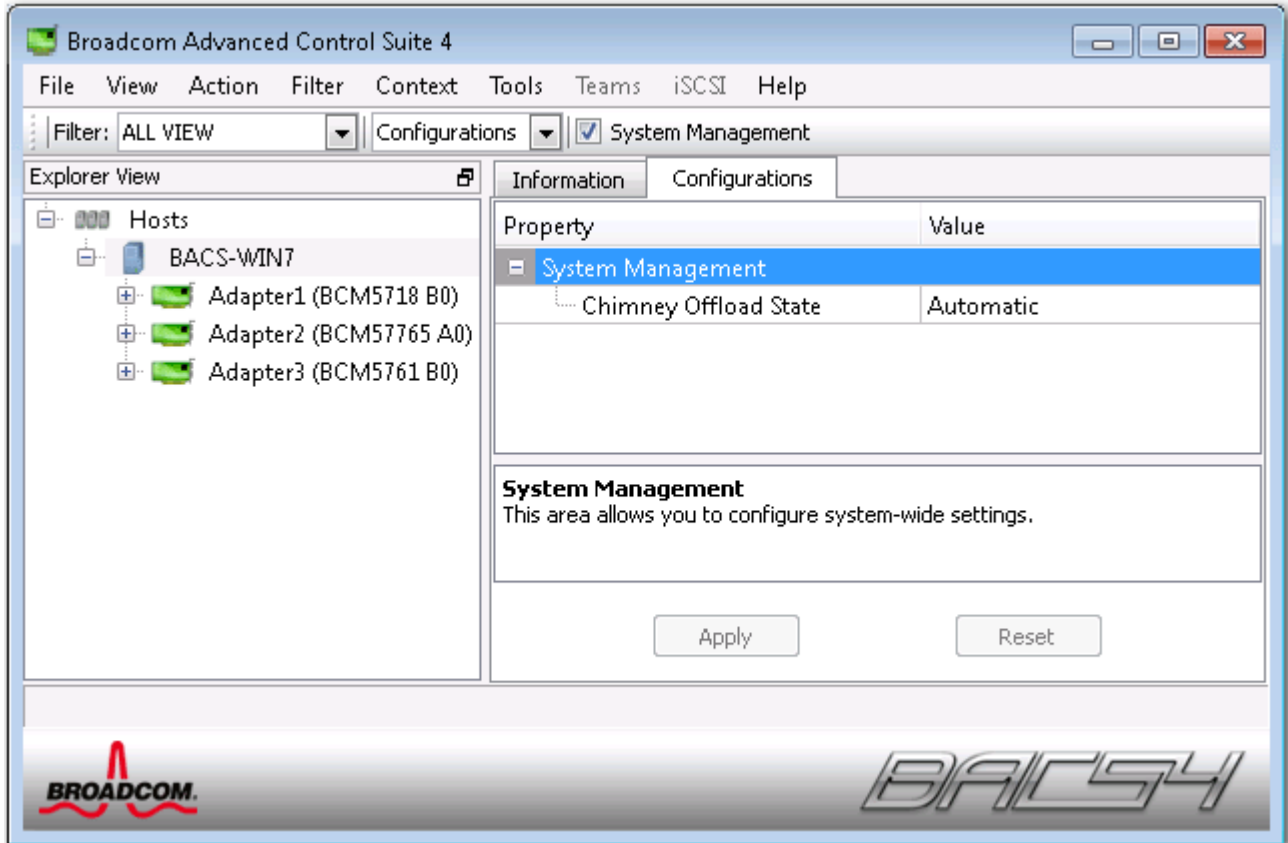 Broadcom Advanced Control Suite 4
File View Action Filter Context Tools Teams iSCSI Help
Filter: ALL VIEW Configurations System Management
Explorer View
Hosts
BACS-WIN7
Adapter1 (BCM5718 B0)
Adapter2 (BCM57765 A0)
Adapter3 (BCM5761 B0)
Information Configurations
Property Value
System Management
Chimney Offload State Automatic
System Management
This area allows you to configure system-wide settings.
Apply Reset
BROADCOM.
BACS4